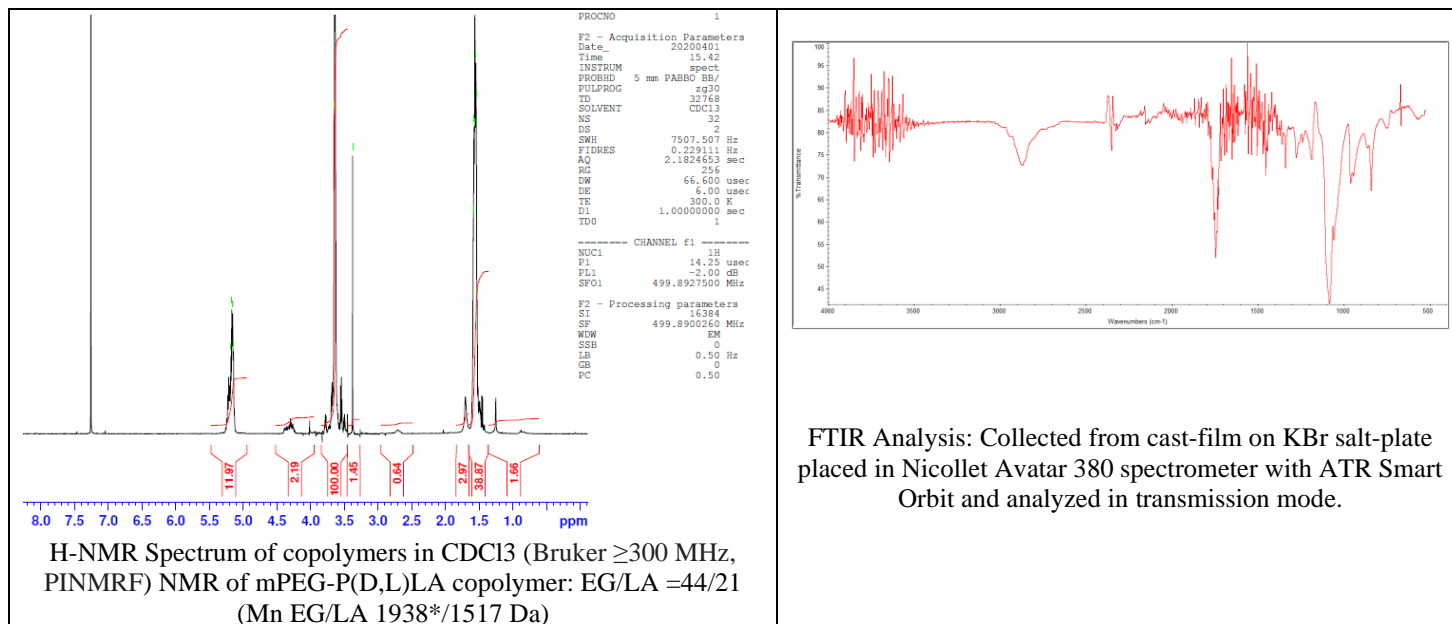 PROCNO 1
F2 - Acquisition Parameters
Date_ 20200401
Time 15.42
INSTRUM spect
PROBHD 5 mm PABBO BB/
PULPROG zg30
TD 32768
SOLVENT CDCl3
NS 32
DS 2
SWH 7507.507 Hz
FIDRES 0.229111 Hz
AQ 2.1824653 sec
RG 256
DW 66.600 usec
DE 6.00 usec
TE 300.0 K
D1 1.00000000 sec
TD0 1
======== CHANNEL f1 ========
NUC1 1H
P1 14.25 usec
PL1 -2.00 dB
SFO1 499.8927500 MHz
F2 - Processing parameters
SI 16384
SF 499.8900260 MHz
WDW EM
SSB 0
LB 0.50 Hz
GB 0
PC 0.50
11.97 2.19 100.00 1.45 0.64 2.97 38.87 1.66
8.0 7.5 7.0 6.5 6.0 5.5 5.0 4.5 4.0 3.5 3.0 2.5 2.0 1.5 1.0 ppm
H-NMR Spectrum of copolymers in CDCl3 (Bruker ≥300 MHz,
PINMRF) NMR of mPEG-P(D,L)LA copolymer: EG/LA =44/21
(Mn EG/LA 1938*/1517 Da)
100
95
90
85
80
75
70
65
60
55
50
45
%Transmittance
4000 3500 3000 2500 2000 1500 1000 500
Wavenumbers (cm-1)
FTIR Analysis: Collected from cast-film on KBr salt-plate
placed in Nicollet Avatar 380 spectrometer with ATR Smart
Orbit and analyzed in transmission mode.